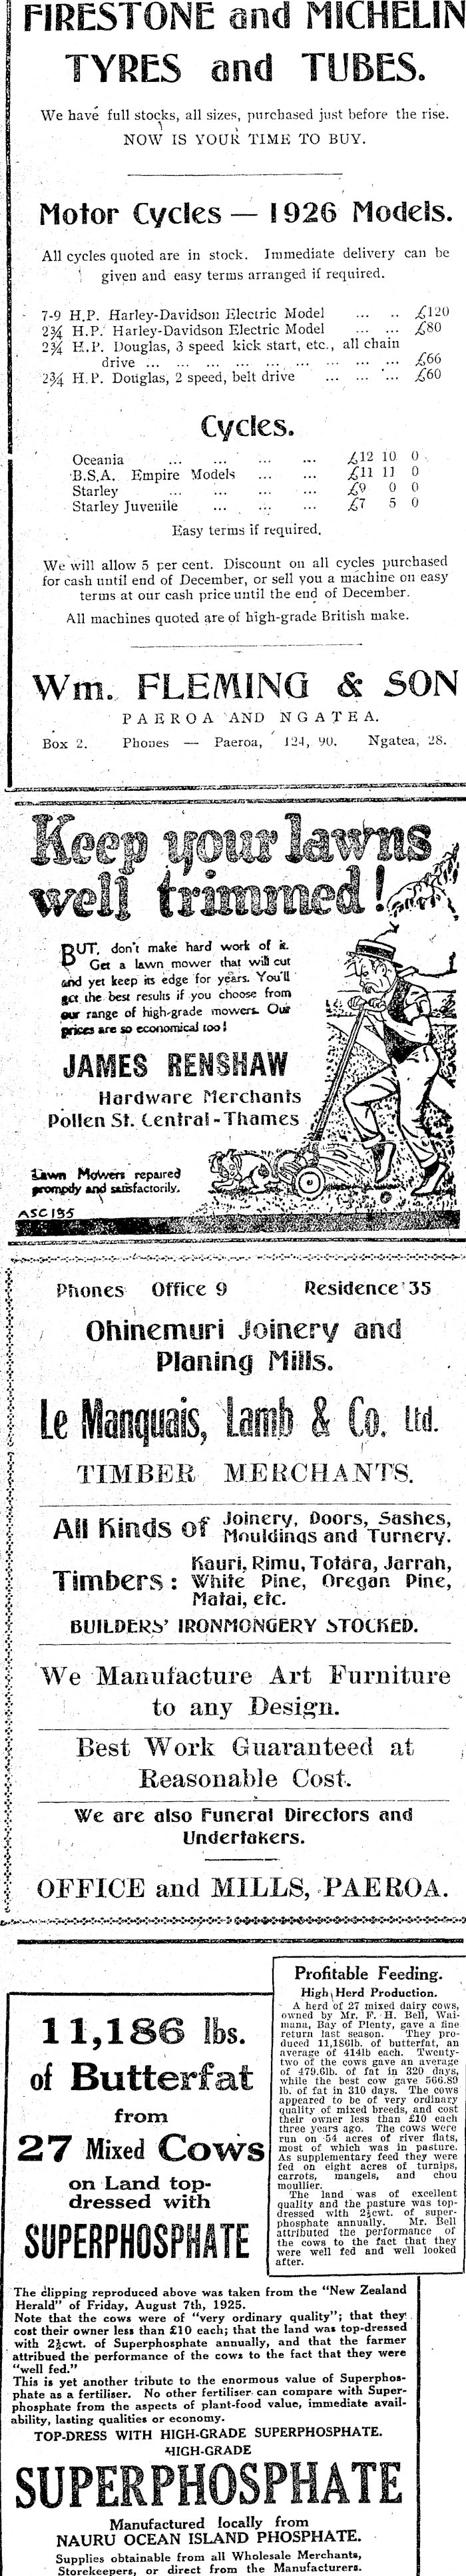 FIRESTONE and MICHELIN
TYRES and TUBES.
We have full stocks, all sizes, purchased just before the rise.
NOW IS YOUR TIME TO BUY.
Motor Cycles — 1926 Models.
All cycles quoted are in stock. Immediate delivery can be
given and easy terms arranged if required.
7-9 H.P. Harley-Davidson Electric Model ... .. £120
2¾ H.P. Harley-Davidson Electric Model ... ... £80
2¾ H.P. Douglas, 3 speed kick start, etc., all chain
drive ... ... ... ... ... ... ... ... £66
2¾ H.P. Douglas, 2 speed, belt drive ... ... ... £60
Cycles.
Oceania ... ... ... ... £12 10 0
B.S.A. Empire Models ... ... £11 11 0
Starley ... ... ... ... £9 0 0
Starley Juvenile ... ... ... £7 5 0
Easy terms if required.
We will allow 5 per cent. Discount on all cycles purchased
for cash until end of December, or sell you a machine on easy
terms at our cash price until the end of December.
All machines quoted are of high-grade British make.
Wm. FLEMING & SON
PAEROA AND NGATEA.
Box 2. Phones — Paeroa, 124, 90. Ngatea, 28.
Keep your lawns
well trimmed!
BUT, don't make hard work of it.
Get a lawn mower that will cut
and yet keep its edge for years. You'll
get the best results if you choose from
our range of high-grade mowers. Our
prices are so economical too!
JAMES RENSHAW
Hardware Merchants
Pollen St. Central - Thames
Lawn Mowers repaired
promptly and satisfactorily.
ASC 195
Phones Office 9 Residence 35
Ohinemuri Joinery and
Planing Mills.
Le Manquais, Lamb & Co. Ltd.
TIMBER MERCHANTS.
All Kinds of Joinery, Doors, Sashes,
Mouldings and Turnery.
Timbers: Kauri, Rimu, Totara, Jarrah,
White Pine, Oregan Pine,
Matai, etc.
BUILDERS' IRONMONGERY STOCKED.
We Manufacture Art Furniture
to any Design.
Best Work Guaranteed at
Reasonable Cost.
We are also Funeral Directors and
Undertakers.
OFFICE and MILLS, PAEROA.
11,186 lbs.
of Butterfat
from
27 Mixed Cows
on Land top-
dressed with
SUPERPHOSPHATE
Profitable Feeding.
High Herd Production.
A herd of 27 mixed dairy cows,
owned by Mr. F. H. Bell, Wai-
mana, Bay of Plenty, gave a fine
return last season. They pro-
duced 11,186lb. of butterfat, an
average of 414lb each. Twenty-
two of the cows gave an average
of 479.6lb. of fat in 320 days,
while the best cow gave 566.89
lb. of fat in 310 days. The cows
appeared to be of very ordinary
quality of mixed breeds, and cost
their owner less than £10 each
three years ago. The cows were
run on 54 acres of river flats,
most of which was in pasture.
As supplementary feed they were
fed on eight acres of turnips,
carrots, mangels, and chou
moullier.
The land was of excellent
quality and the pasture was top-
dressed with 2½cwt. of super-
phosphate annually. Mr. Bell
attributed the performance of
the cows to the fact that they
were well fed and well looked
after.
The clipping reproduced above was taken from the "New Zealand
Herald" of Friday, August 7th, 1925.
Note that the cows were of "very ordinary quality"; that they
cost their owner less than £10 each; that the land was top-dressed
with 2½cwt. of Superphosphate annually, and that the farmer
attribued the performance of the cows to the fact that they were
"well fed."
This is yet another tribute to the enormous value of Superphos-
phate as a fertiliser. No other fertiliser can compare with Super-
phosphate from the aspects of plant-food value, immediate avail-
ability, lasting qualities or economy.
TOP-DRESS WITH HIGH-GRADE SUPERPHOSPHATE.
HIGH-GRADE
SUPERPHOSPHATE
Manufactured locally from
NAURU OCEAN ISLAND PHOSPHATE.
Supplies obtainable from all Wholesale Merchants,
Storekeepers, or direct from the Manufacturers.